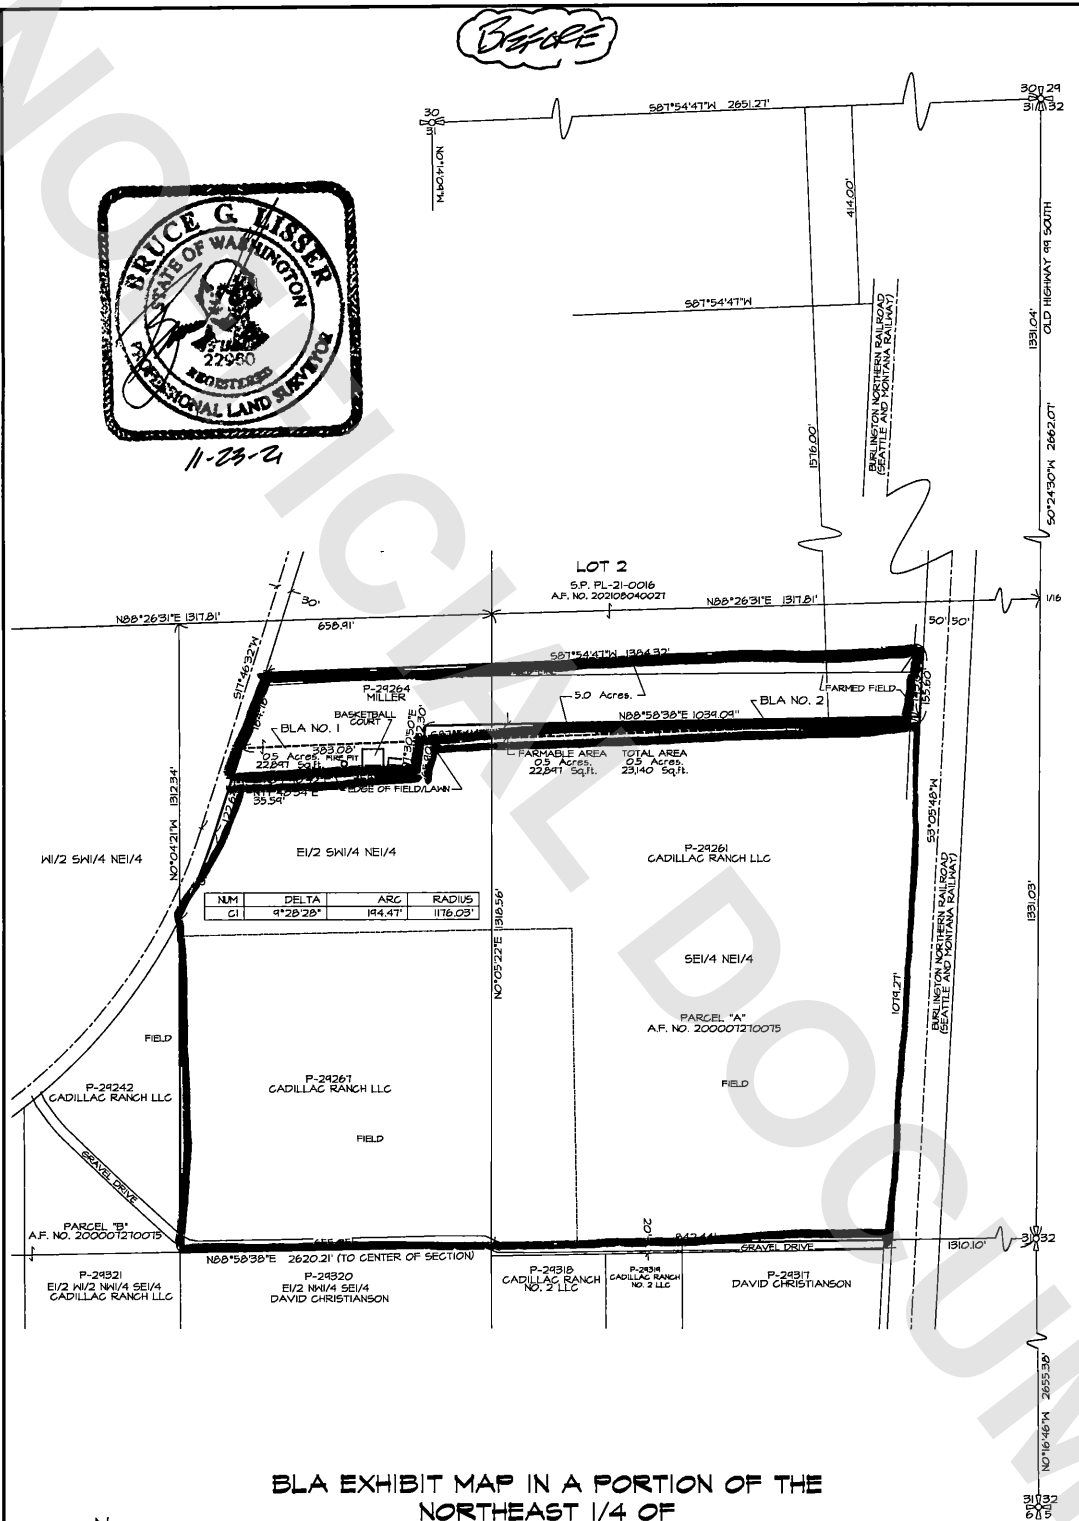 BEFORE
30 29
31 32
S87°54'47"W 2651.27'
30
31
N0°14'09"W
414.00'
OLD HIGHWAY 99 SOUTH
1331.04'
S87°54'47"W
BURLINGTON NORTHERN RAILROAD
(SEATTLE AND MONTANA RAILWAY)
1576.00'
S0°24'30"W 2662.07'
BRUCE G. LISSER
STATE OF WASHINGTON
22960
REGISTERED
PROFESSIONAL LAND SURVEYOR
11-23-21
LOT 2
S.P. PL-21-0016
A.F. NO. 202108040027
N88°26'31"E 1317.81'
30'
658.91'
N88°26'31"E 1317.81'
1/16
50' 50'
S17°46'32"W
S87°54'47"W 1384.32'
P-29264
MILLER
5.0 Acres.
FARMED FIELD
155.60'
BASKETBALL
COURT
BLA NO. 1
BLA NO. 2
N88°58'38"E 1039.09'
383.08'
0.5 Acres.
22,897 Sq.ft.
FIRE PIT
FARMABLE AREA
0.5 Acres.
22,897 Sq.ft.
TOTAL AREA
0.5 Acres.
23,140 Sq.ft.
EDGE OF FIELD/LAWN
35.59'
N0°04'21"W 1312.34'
W1/2 SW1/4 NE1/4
E1/2 SW1/4 NE1/4
P-29261
CADILLAC RANCH LLC
S3°05'48"W
NUM DELTA ARC RADIUS
C1 9°28'28" 194.47' 1176.03'
N0°05'22"E 1318.56'
SE1/4 NE1/4
BURLINGTON NORTHERN RAILROAD
(SEATTLE AND MONTANA RAILWAY)
1331.03'
1079.27'
PARCEL "A"
A.F. NO. 200007270075
FIELD
P-29242
CADILLAC RANCH LLC
P-29267
CADILLAC RANCH LLC
FIELD
FIELD
GRAVEL DRIVE
PARCEL "B"
A.F. NO. 200007270075
20'
GRAVEL DRIVE
1310.10'
31 32
N88°58'38"E 2620.21' (TO CENTER OF SECTION)
P-29321
E1/2 W1/2 NW1/4 SE1/4
CADILLAC RANCH LLC
P-29320
E1/2 NW1/4 SE1/4
DAVID CHRISTIANSON
P-29318
CADILLAC RANCH
NO. 2 LLC
P-29319
CADILLAC RANCH
NO. 2 LLC
P-29317
DAVID CHRISTIANSON
N0°16'46"W 2655.38'
31 32
6 5
BLA EXHIBIT MAP IN A PORTION OF THE
NORTHEAST 1/4 OF